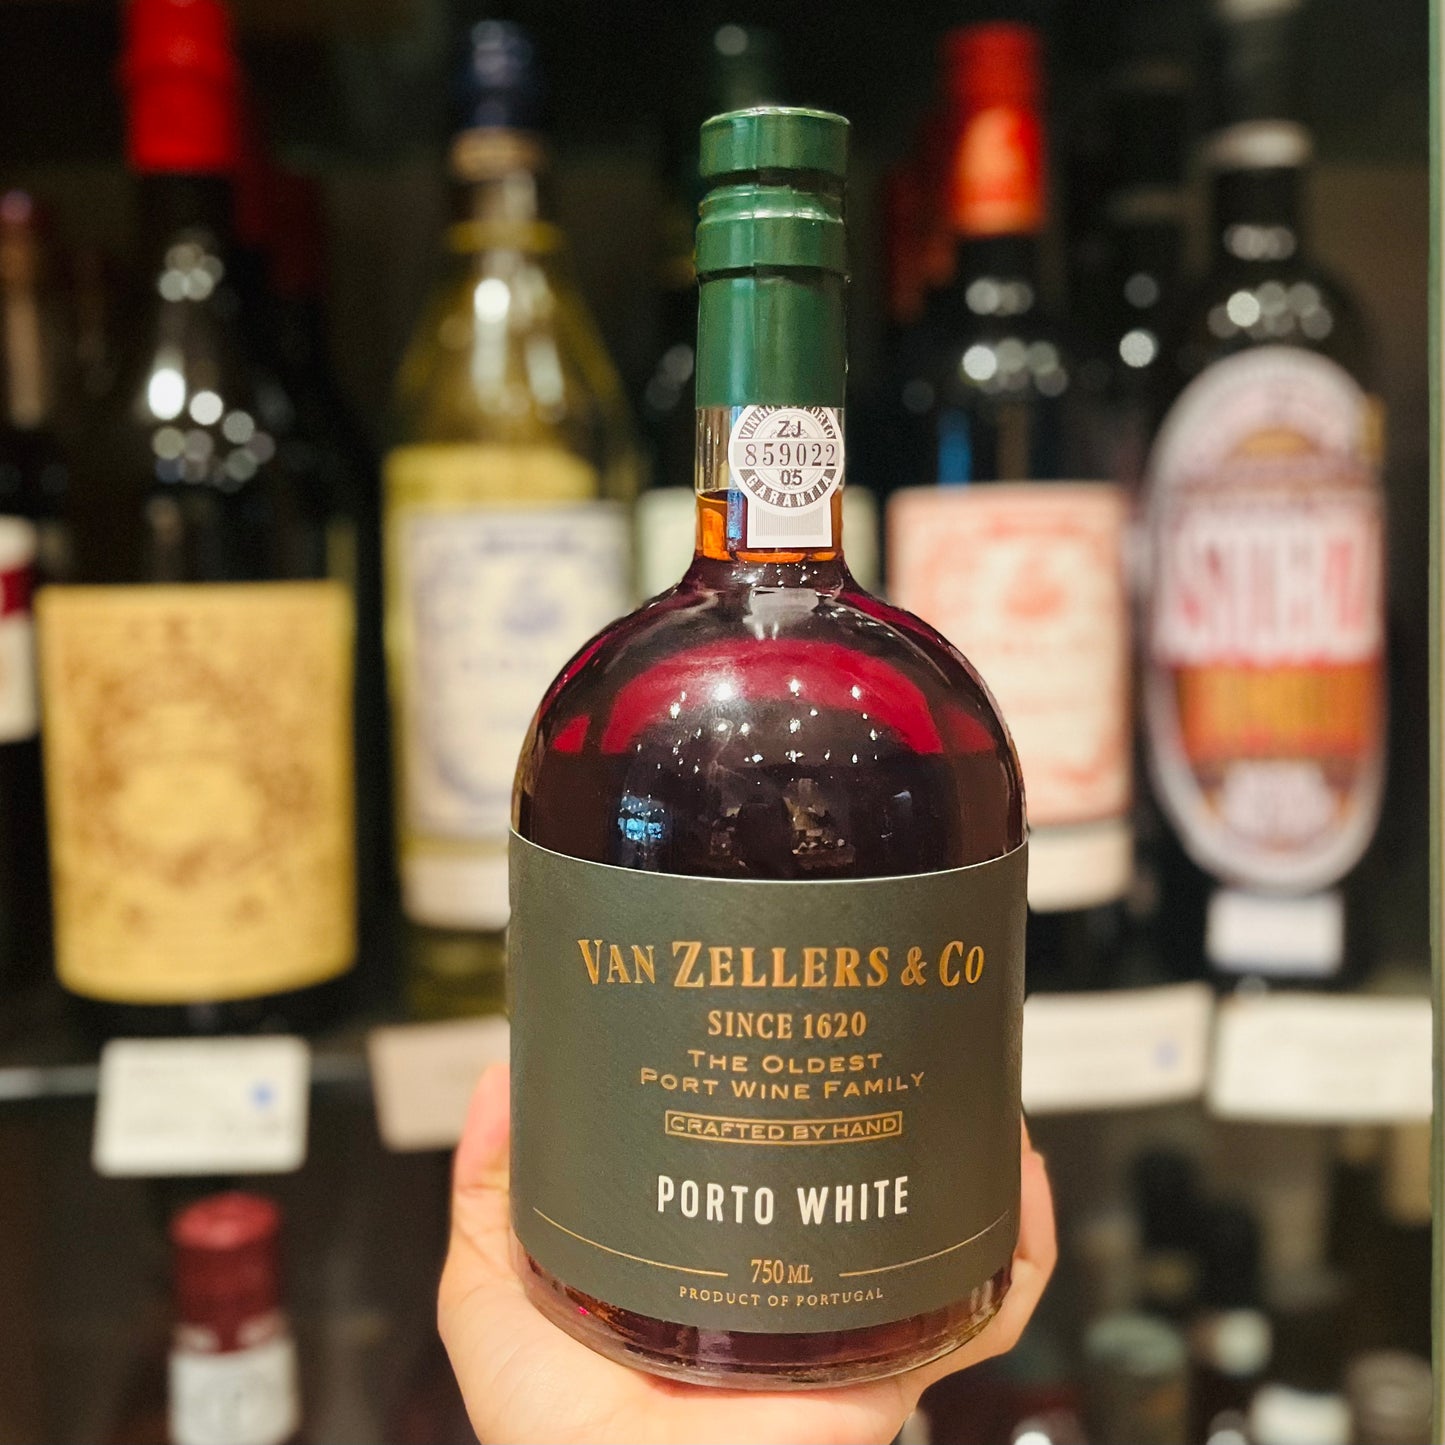 VINHO DO PORTO
ZJ
859022
05
GARANTIA
VAN ZELLERS & CO
SINCE 1620
THE OLDEST
PORT WINE FAMILY
CRAFTED BY HAND
PORTO WHITE
750 ML
PRODUCT OF PORTUGAL